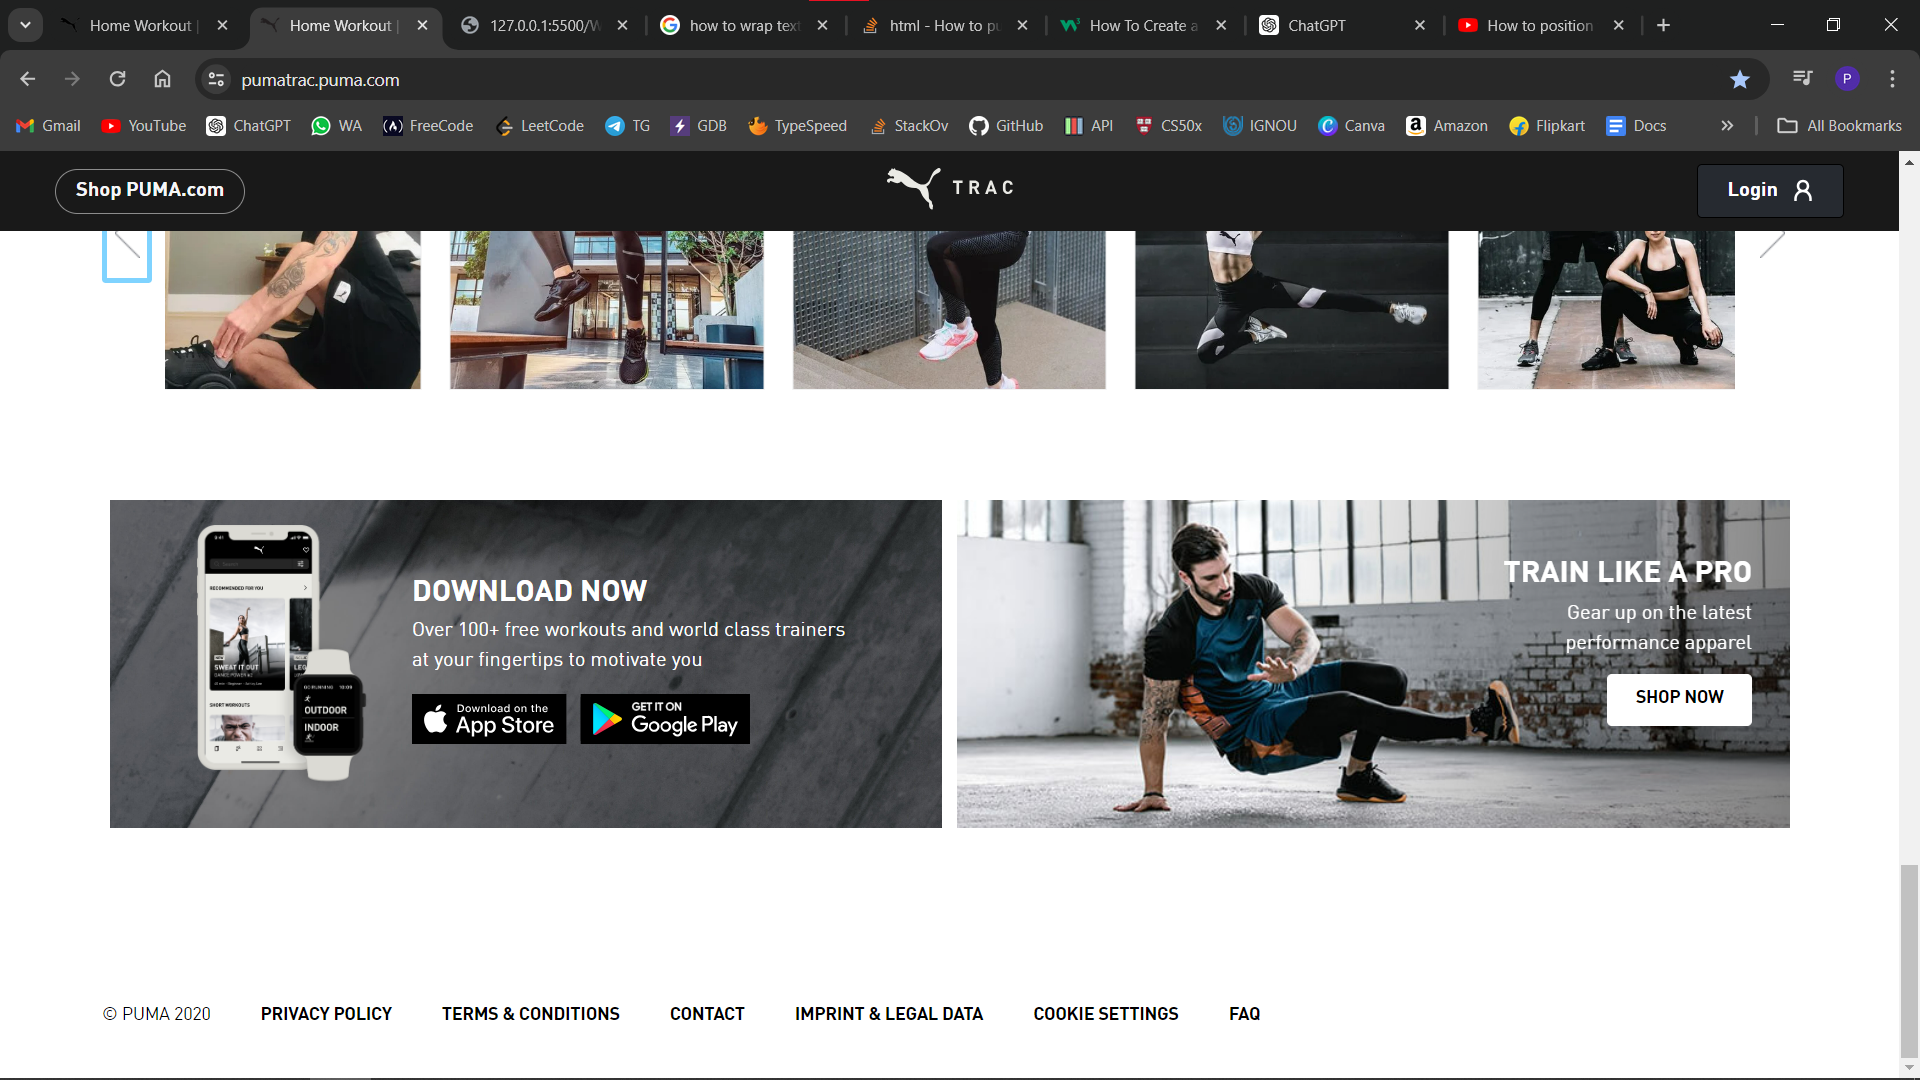 Home Workout |
Home Workout |
127.0.0.1:5500/W
how to wrap text
html - How to pu
How To Create a
ChatGPT
How to position
pumatrac.puma.com
P
Gmail
YouTube
ChatGPT
WA
FreeCode
LeetCode
TG
GDB
TypeSpeed
StackOv
GitHub
API
CS50x
IGNOU
Canva
Amazon
Flipkart
Docs
All Bookmarks
Shop PUMA.com
TRAC
Login
RECOMMENDED FOR YOU
SWEAT IT OUT
SHORT WORKOUTS
OUTDOOR
INDOOR
DOWNLOAD NOW
Over 100+ free workouts and world class trainers
at your fingertips to motivate you
Download on the
App Store
GET IT ON
Google Play
TRAIN LIKE A PRO
Gear up on the latest
performance apparel
SHOP NOW
© PUMA 2020
PRIVACY POLICY
TERMS & CONDITIONS
CONTACT
IMPRINT & LEGAL DATA
COOKIE SETTINGS
FAQ